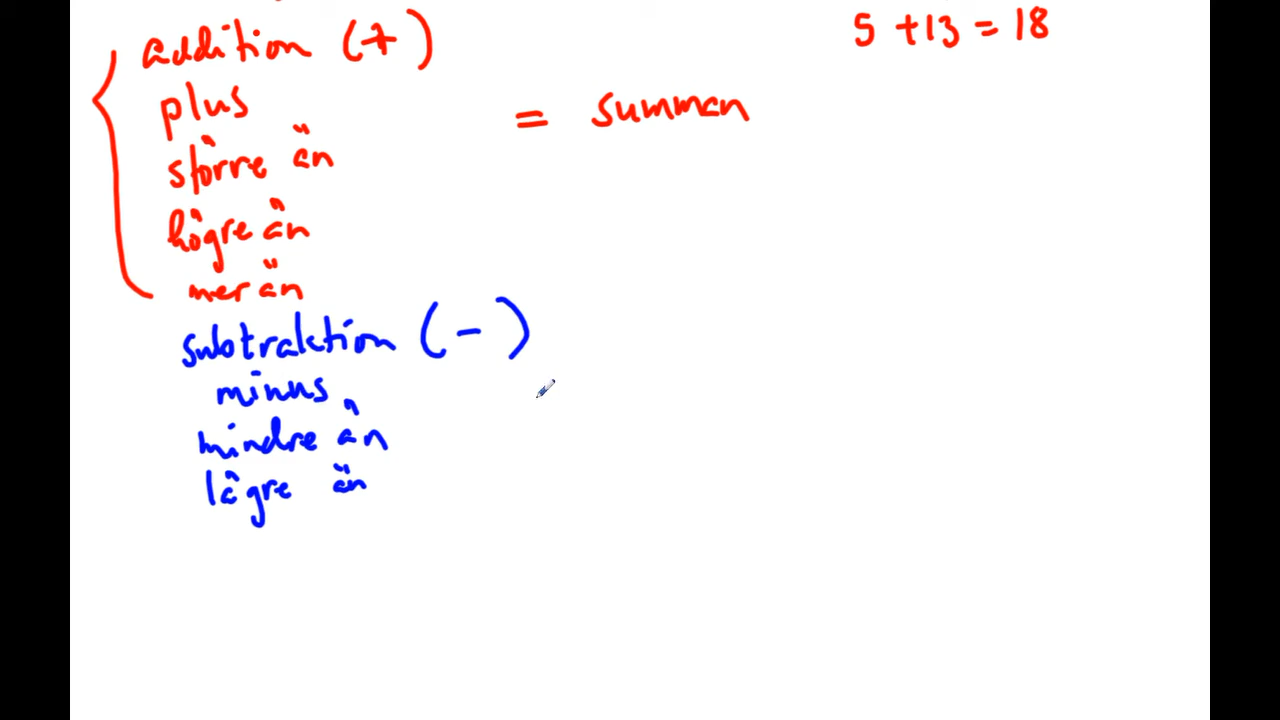 addition (+)
5 + 13 = 18
plus
= summan
större än
högre än
mer än
subtraktion (-)
minus
mindre än
lägre än